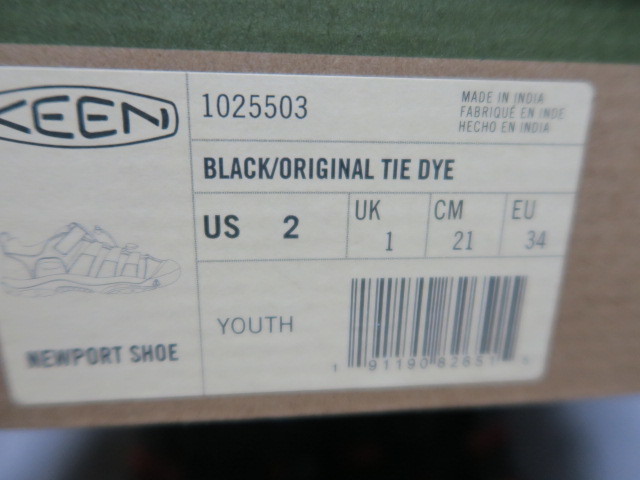 KEEN
1025503
MADE IN INDIA
FABRIQUÉ EN INDE
HECHO EN INDIA
BLACK/ORIGINAL TIE DYE
US 2
UK 1
CM 21
EU 34
YOUTH
NEWPORT SHOE